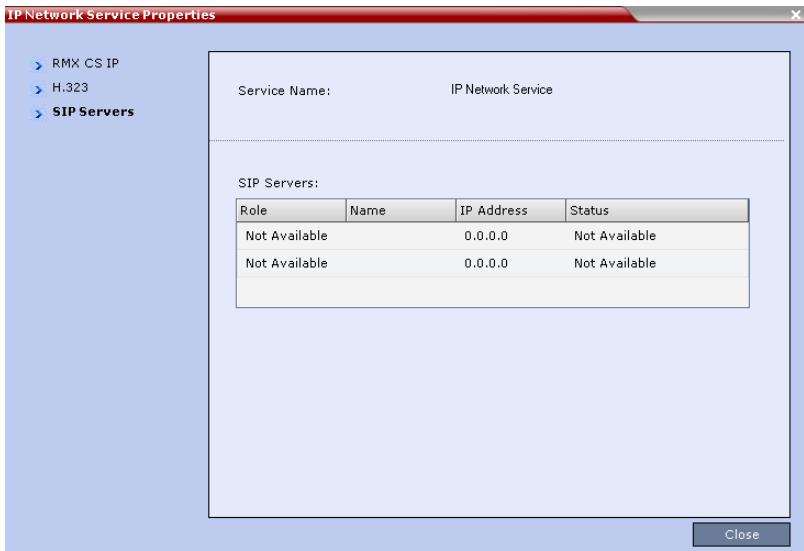 IP Network Service Properties
RMX CS IP
H.323
SIP Servers
Service Name: IP Network Service
SIP Servers:
Role Name IP Address Status
Not Available 0.0.0.0 Not Available
Not Available 0.0.0.0 Not Available
Close